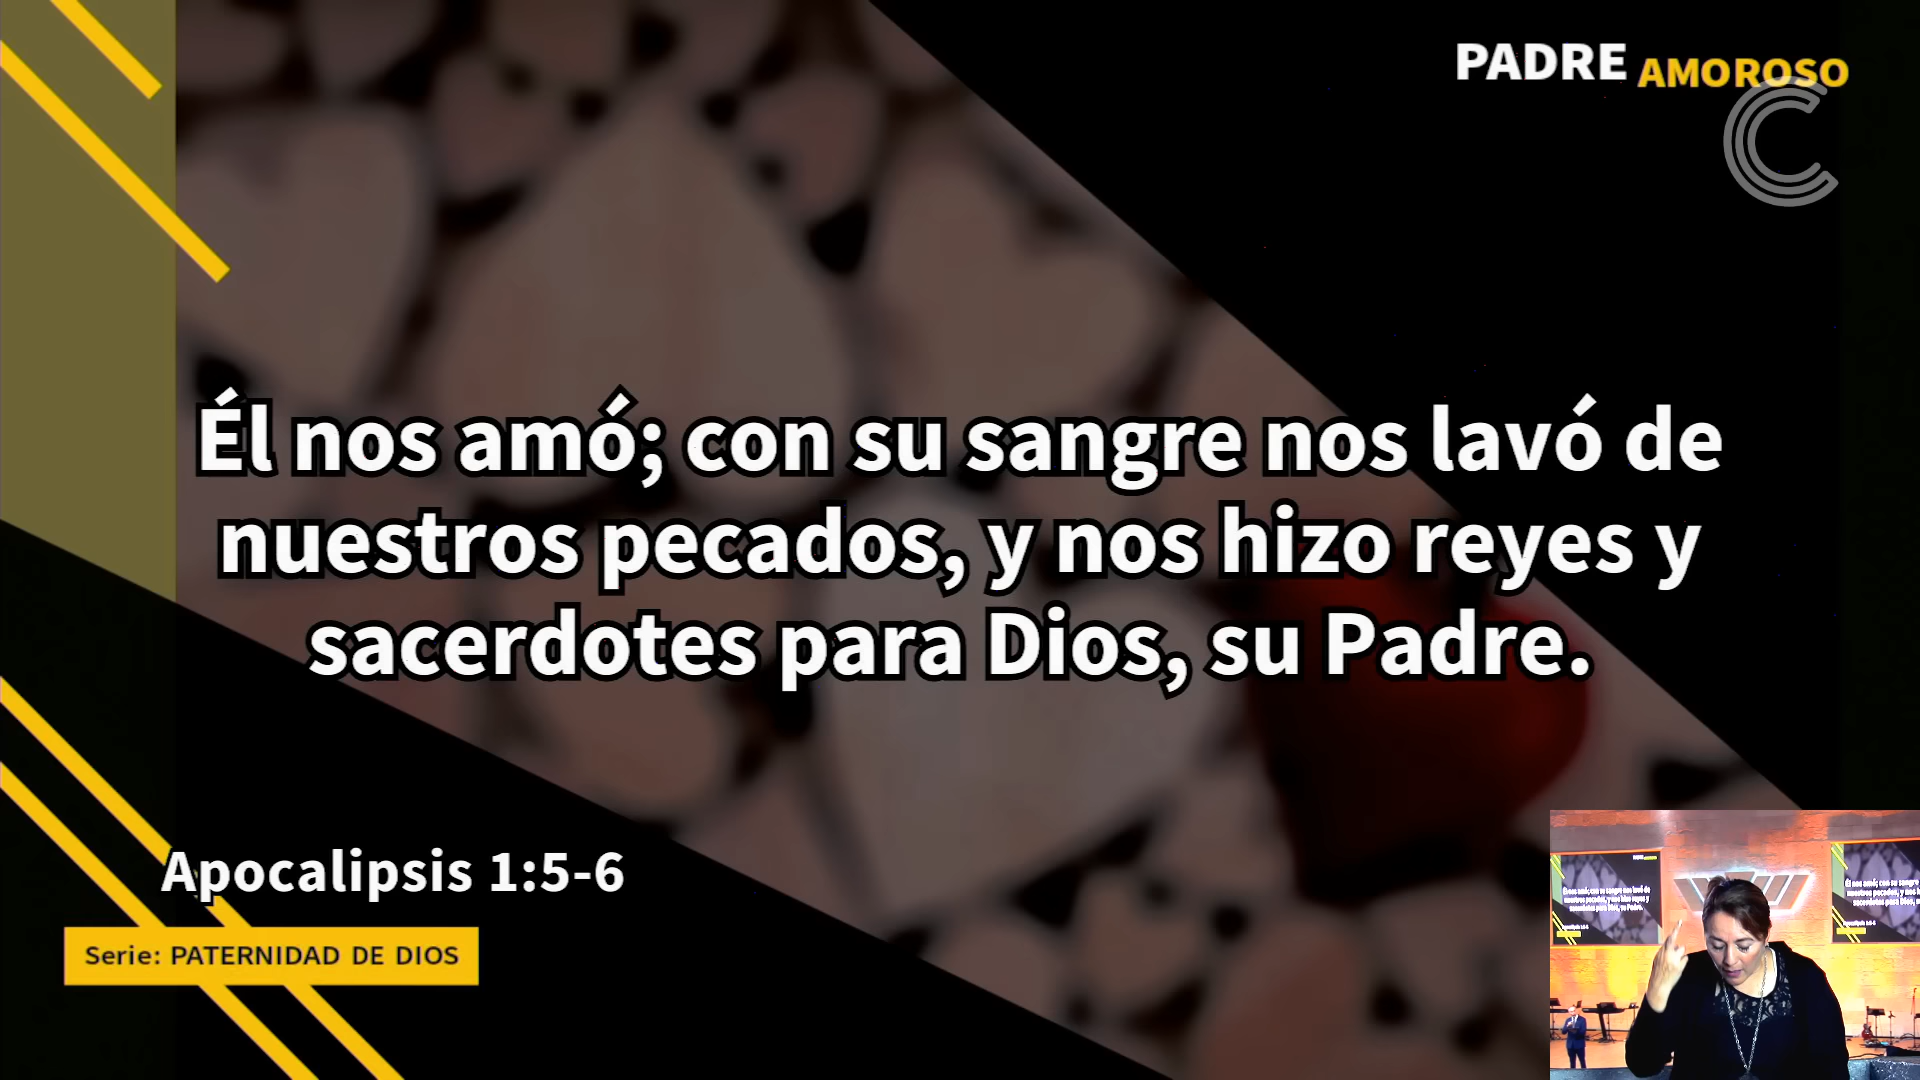 PADRE AMOROSO
Él nos amó; con su sangre nos lavó de
nuestros pecados, y nos hizo reyes y
sacerdotes para Dios, su Padre.
Apocalipsis 1:5-6
Serie: PATERNIDAD DE DIOS